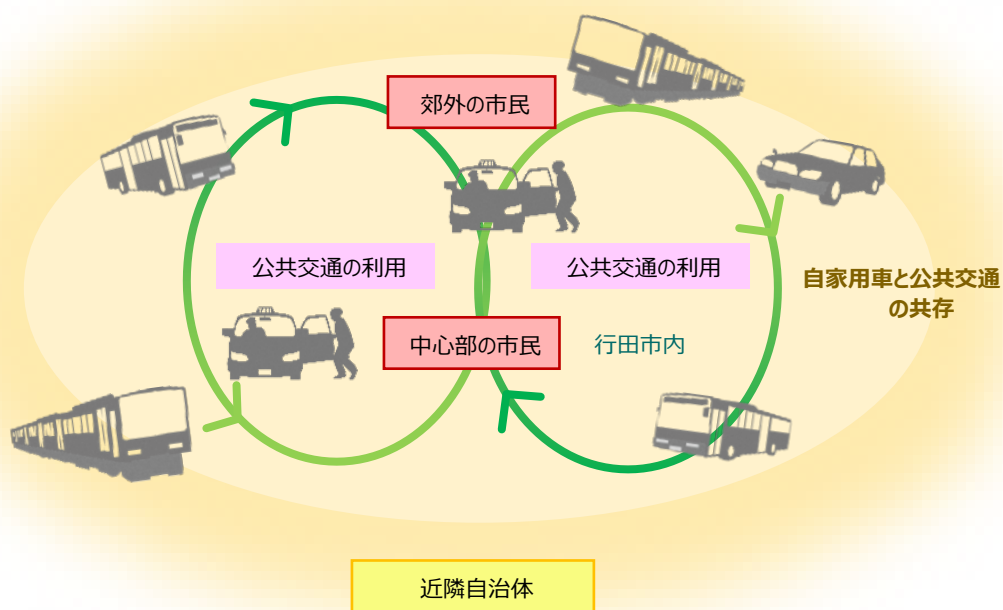 郊外の市民
公共交通の利用
公共交通の利用
自家用車と公共交通
の共存
中心部の市民
行田市内
近隣自治体